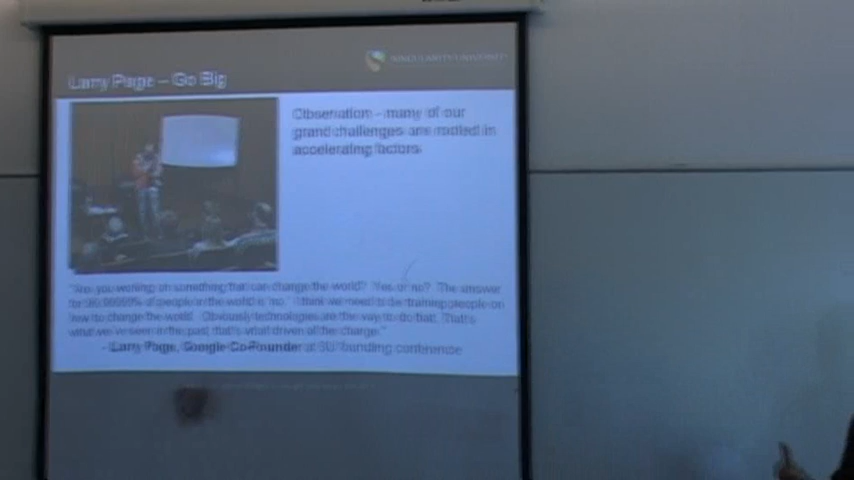 Larry Page – Go Big
SINGULARITY UNIVERSITY
Observation – many of our
grand challenges are rooted in
accelerating factors
"Are you working on something that can change the world? Yes or no? The answer
for 99.99999% of people in the world is 'no.' I think we need to be training people on
how to change the world. Obviously technologies are the way to do that. That's
what we've seen in the past, that's what driven all the change."
- Larry Page, Google Co-Founder at SU founding conference